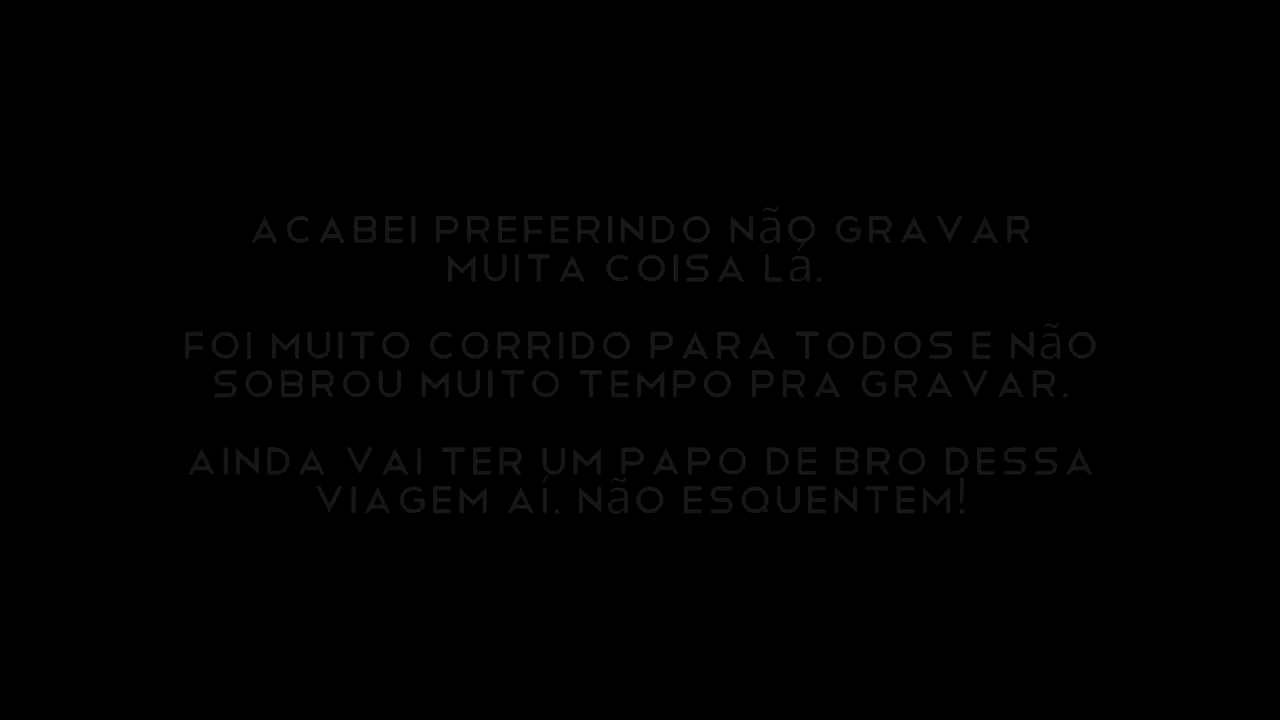 ACABEI PREFERINDO NãO GRAVAR
MUITA COISA Lá.
FOI MUITO CORRIDO PARA TODOS E NãO
SOBROU MUITO TEMPO PRA GRAVAR.
AINDA VAI TER UM PAPO DE BRO DESSA
VIAGEM Aí. NãO ESQUENTEM!